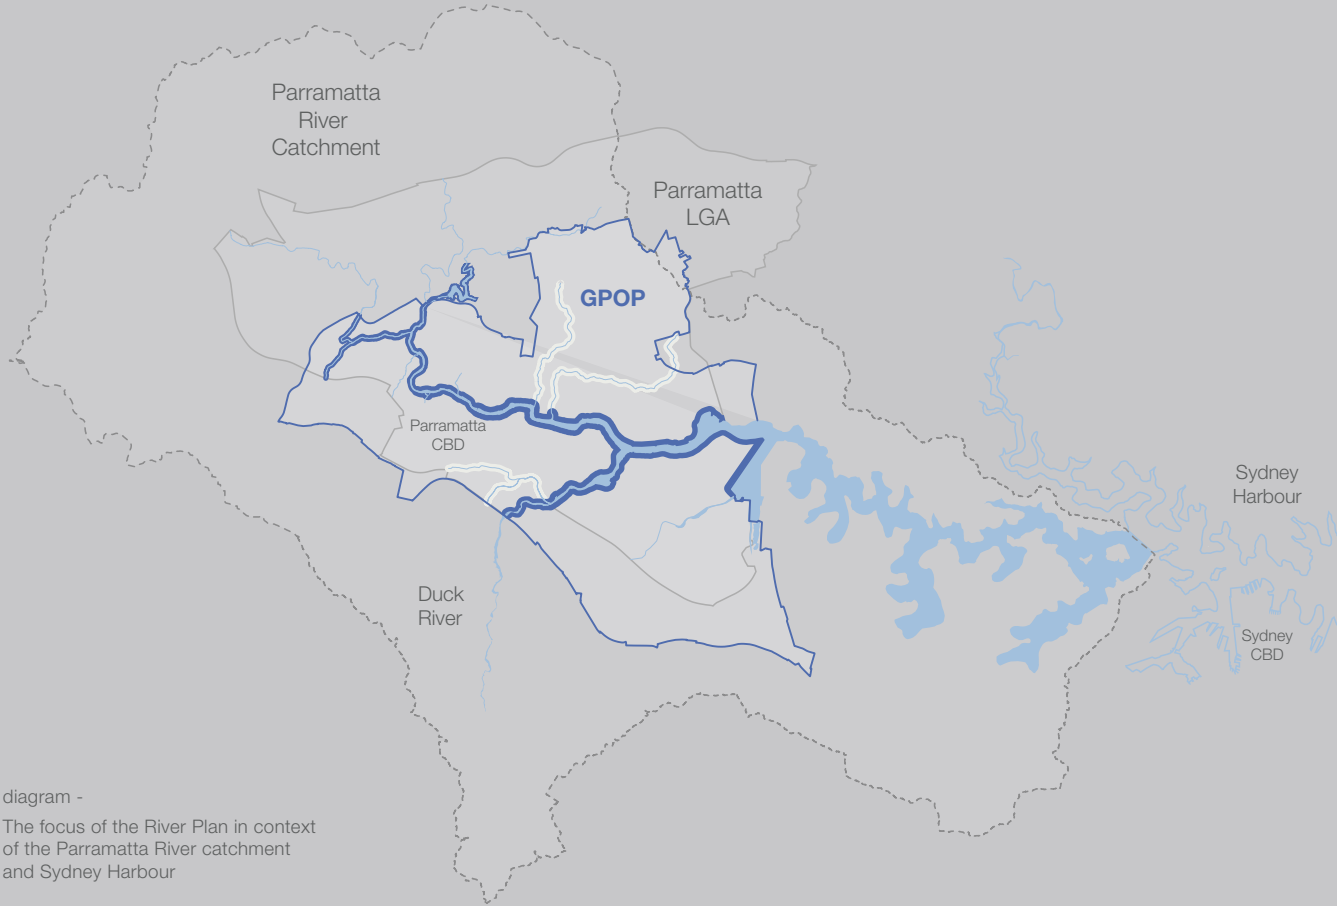 Parramatta
River
Catchment
Parramatta
LGA
GPOP
Parramatta
CBD
Sydney
Harbour
Duck
River
Sydney
CBD
diagram -
The focus of the River Plan in context
of the Parramatta River catchment
and Sydney Harbour